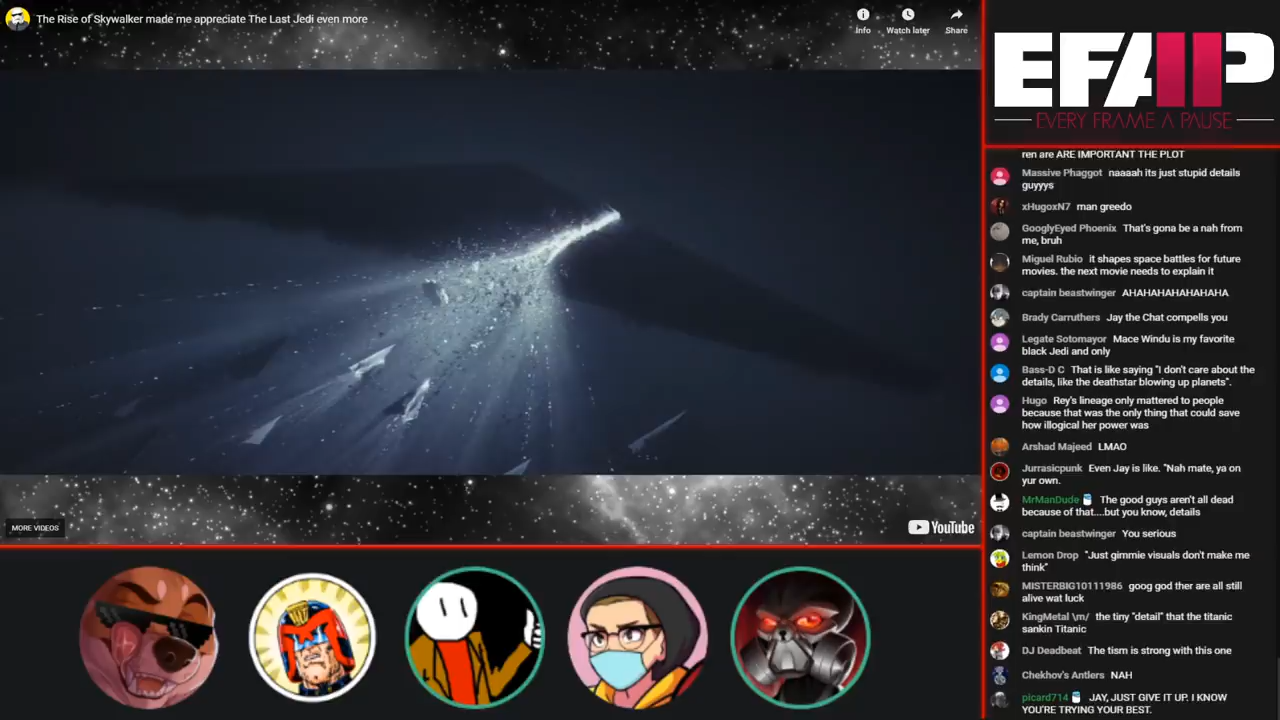 The Rise of Skywalker made me appreciate The Last Jedi even more
Info
Watch later
Share
MORE VIDEOS
YouTube
EFAP
EVERY FRAME A PAUSE
ren are ARE IMPORTANT THE PLOT
Massive Phaggot naaaah its just stupid details
guyyys
xHugoxN7 man greedo
GooglyEyed Phoenix That's gona be a nah from
me, bruh
Miguel Rubio it shapes space battles for future
movies. the next movie needs to explain it
captain beastwinger AHAHAHAHAHAHAHA
Brady Carruthers Jay the Chat compells you
Legate Sotomayor Mace Windu is my favorite
black Jedi and only
Bass-D C That is like saying "I don't care about the
details, like the deathstar blowing up planets".
Hugo Rey's lineage only mattered to people
because that was the only thing that could save
how illogical her power was
Arshad Majeed LMAO
Jurrasicpunk Even Jay is like. "Nah mate, ya on
yur own.
MrManDude The good guys aren't all dead
because of that....but you know, details
captain beastwinger You serious
Lemon Drop "Just gimmie visuals don't make me
think"
MISTERBIG10111986 goog god ther are all still
alive wat luck
KingMetal \m/ the tiny "detail" that the titanic
sankin Titanic
DJ Deadbeat The tism is strong with this one
Chekhov's Antlers NAH
picard714 JAY, JUST GIVE IT UP. I KNOW
YOU'RE TRYING YOUR BEST.